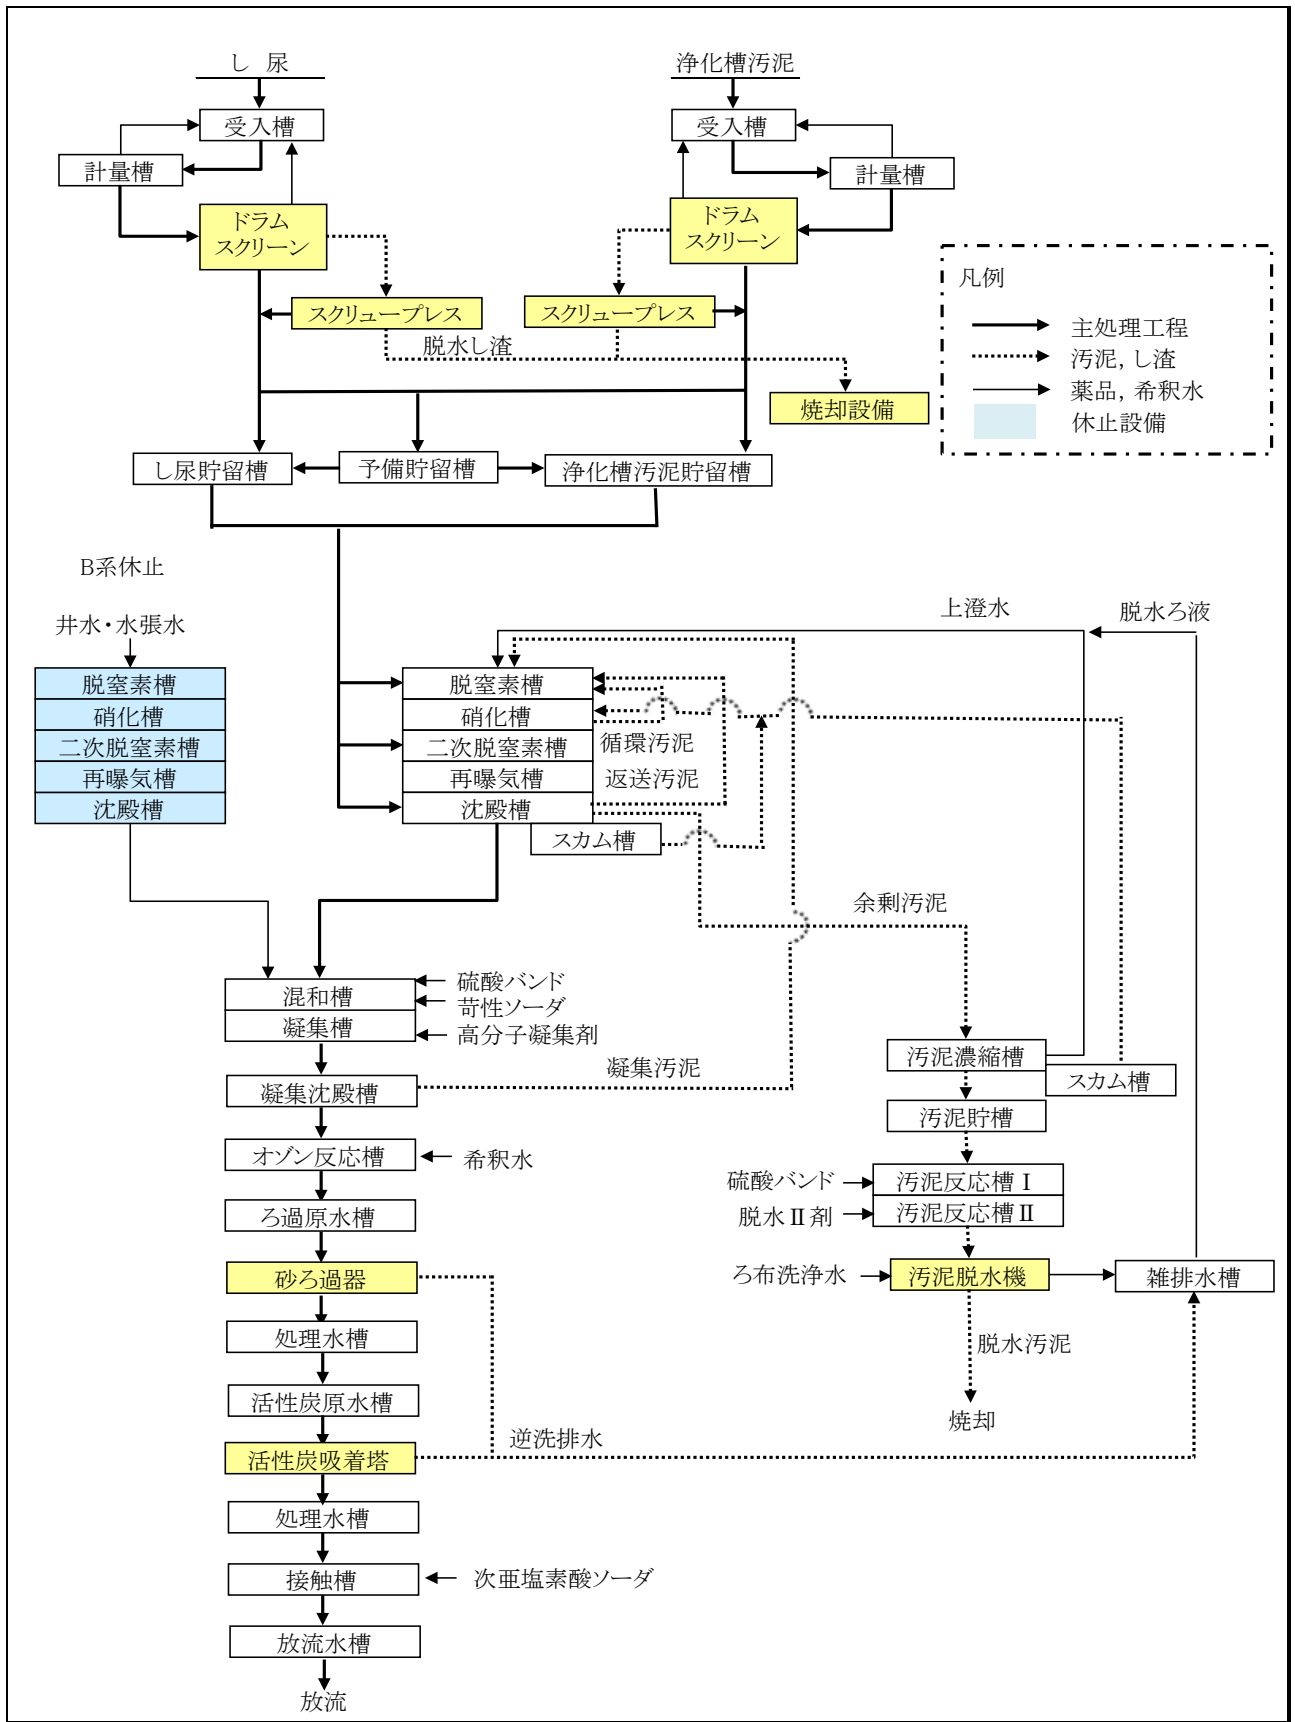 し 尿
浄化槽汚泥
受入槽
受入槽
計量槽
計量槽
ドラム
スクリーン
ドラム
スクリーン
凡例
主処理工程
汚泥，し渣
薬品，希釈水
休止設備
スクリュープレス
スクリュープレス
脱水し渣
焼却設備
し尿貯留槽
予備貯留槽
浄化槽汚泥貯留槽
B系休止
井水・水張水
上澄水
脱水ろ液
脱窒素槽
硝化槽
二次脱窒素槽
再曝気槽
沈殿槽
脱窒素槽
硝化槽
二次脱窒素槽
再曝気槽
沈殿槽
循環汚泥
返送汚泥
スカム槽
余剰汚泥
混和槽
凝集槽
硫酸バンド
苛性ソーダ
高分子凝集剤
凝集沈殿槽
凝集汚泥
オゾン反応槽
希釈水
ろ過原水槽
砂ろ過器
処理水槽
活性炭原水槽
活性炭吸着塔
逆洗排水
処理水槽
接触槽
次亜塩素酸ソーダ
放流水槽
放流
汚泥濃縮槽
スカム槽
汚泥貯槽
硫酸バンド
汚泥反応槽Ⅰ
脱水Ⅱ剤
汚泥反応槽Ⅱ
ろ布洗浄水
汚泥脱水機
雑排水槽
脱水汚泥
焼却